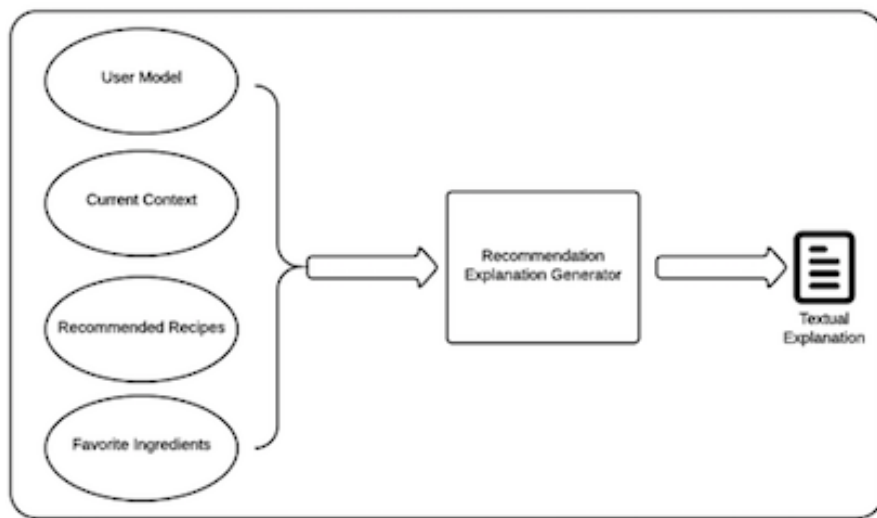 User Model
Current Context
Recommended Recipes
Favorite Ingredients
Recommendation
Explanation Generator
Textual
Explanation